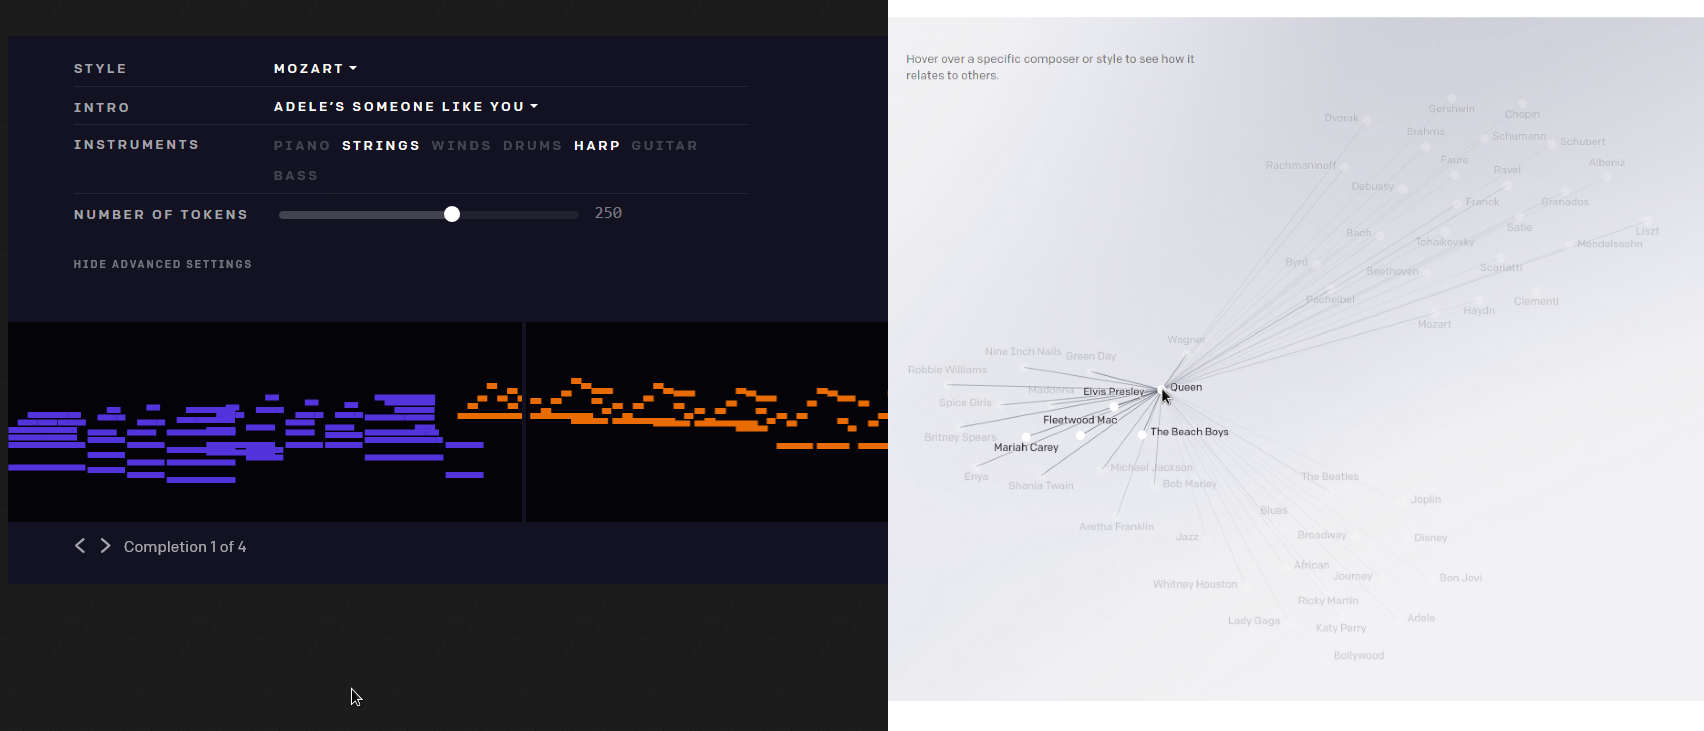 STYLE
MOZART
INTRO
ADELE'S SOMEONE LIKE YOU
INSTRUMENTS
PIANO STRINGS WINDS DRUMS HARP GUITAR
BASS
NUMBER OF TOKENS
250
HIDE ADVANCED SETTINGS
Completion 1 of 4
Hover over a specific composer or style to see how it
relates to others.
Gershwin
Chopin
Dvorak
Brahms
Schumann
Schubert
Faure
Albeniz
Rachmaninoff
Ravel
Debussy
Franck
Granados
Satie
Liszt
Bach
Tchaikovsky
Mendelssohn
Byrd
Beethoven
Scarlatti
Pachelbel
Clementi
Haydn
Mozart
Wagner
Nine Inch Nails
Green Day
Robbie Williams
Madonna
Elvis Presley
Queen
Spice Girls
Fleetwood Mac
The Beach Boys
Britney Spears
Mariah Carey
Michael Jackson
Enya
Shania Twain
Bob Marley
The Beatles
Joplin
Blues
Aretha Franklin
Jazz
Broadway
Disney
African
Journey
Bon Jovi
Whitney Houston
Ricky Martin
Lady Gaga
Katy Perry
Adele
Bollywood